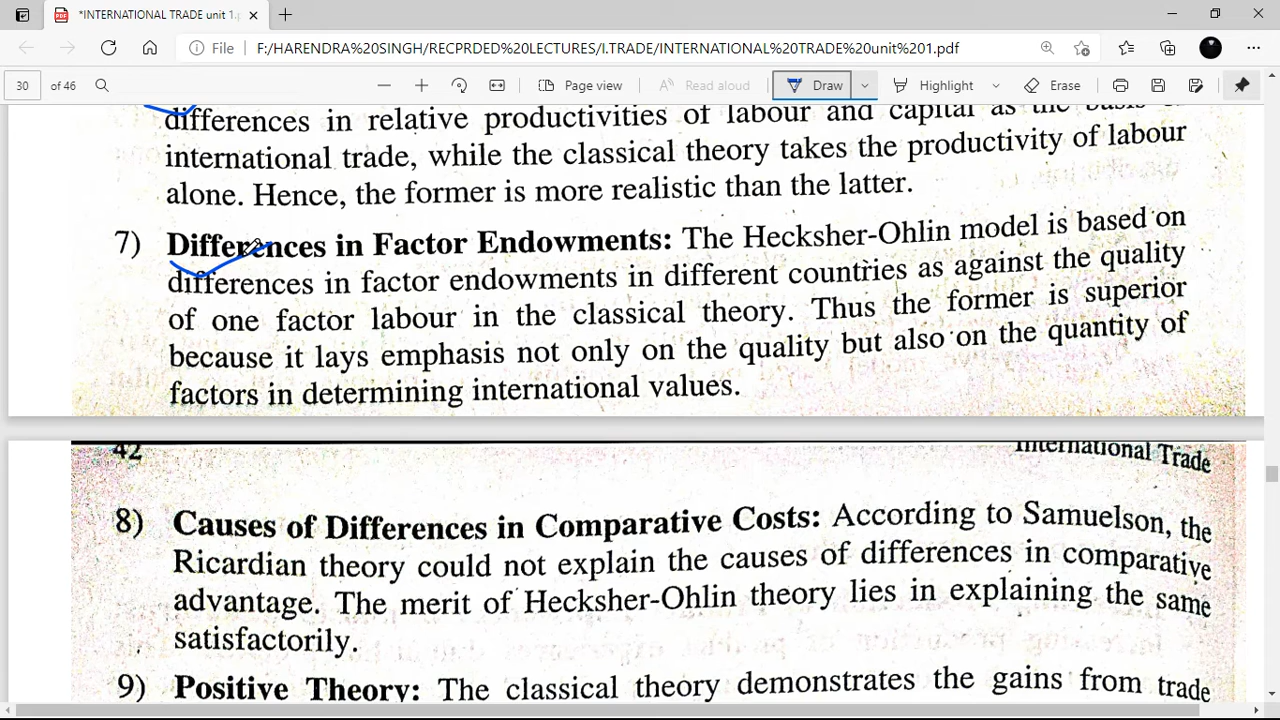 *INTERNATIONAL TRADE unit 1.p
File F:/HARENDRA%20SINGH/RECPRDED%20LECTURES/I.TRADE/INTERNATIONAL%20TRADE%20unit%201.pdf
30 of 46 Page view Read aloud Draw Highlight Erase
differences in relative productivities of labour and capital as the basis
international trade, while the classical theory takes the productivity of labour
alone. Hence, the former is more realistic than the latter.
7) Differences in Factor Endowments: The Hecksher-Ohlin model is based on
differences in factor endowments in different countries as against the quality
of one factor labour in the classical theory. Thus the former is superior
because it lays emphasis not only on the quality but also on the quantity of
factors in determining international values.
42 International Trade
8) Causes of Differences in Comparative Costs: According to Samuelson, the
Ricardian theory could not explain the causes of differences in comparative
advantage. The merit of Hecksher-Ohlin theory lies in explaining the same
satisfactorily.
9) Positive Theory: The classical theory demonstrates the gains from trade